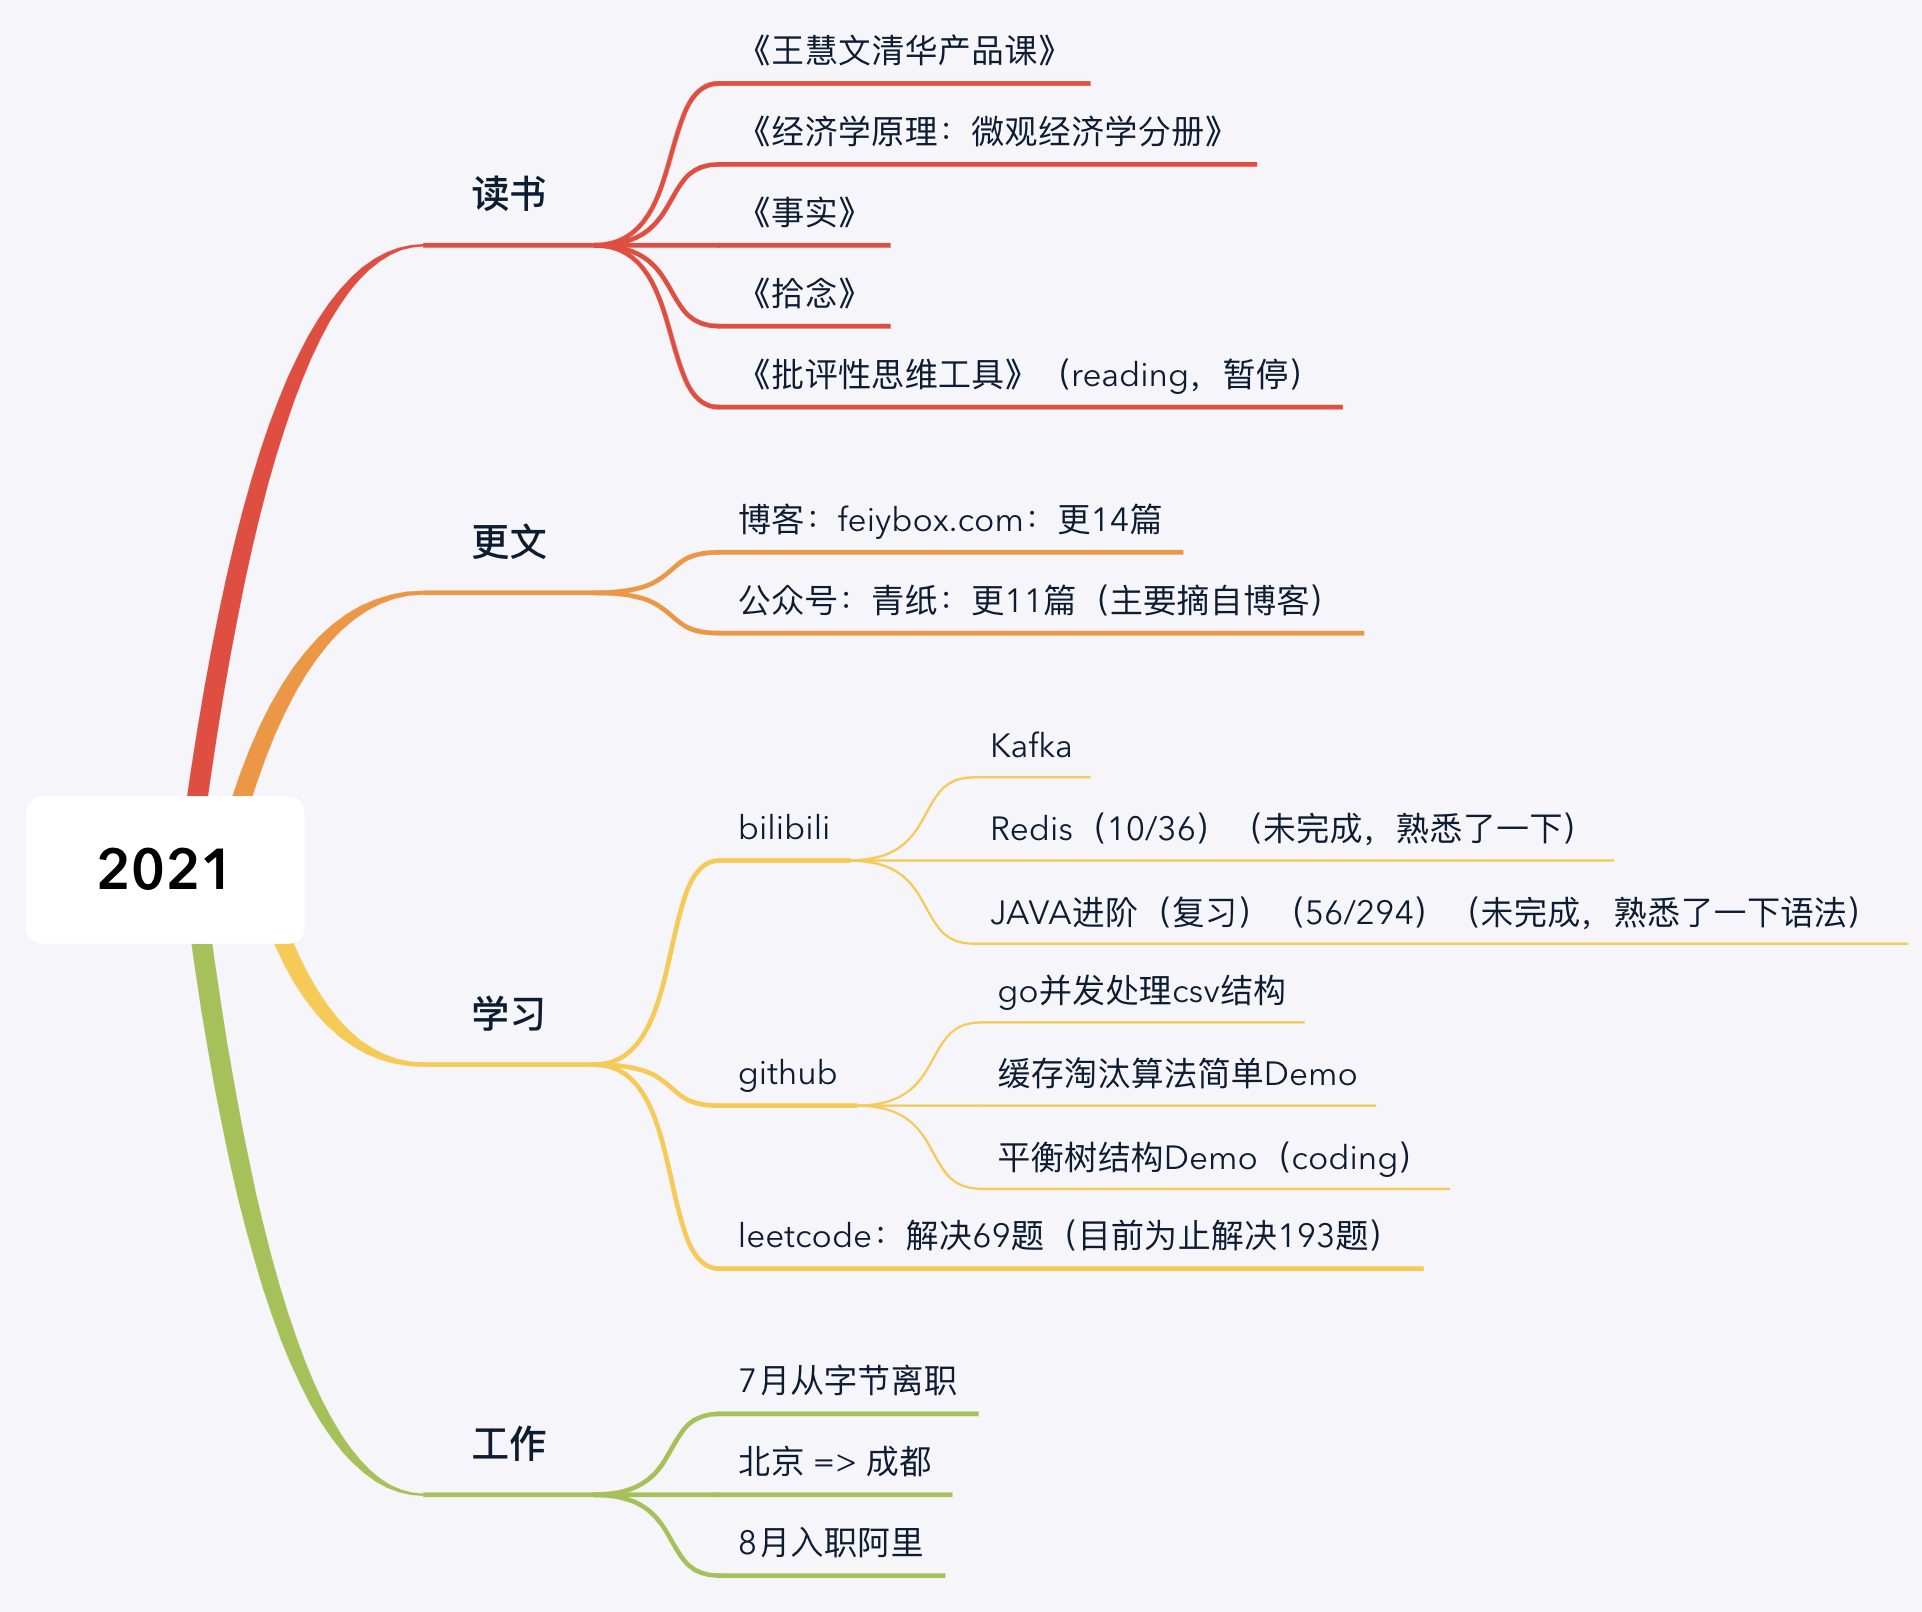 2021
读书
《王慧文清华产品课》
《经济学原理：微观经济学分册》
《事实》
《拾念》
《批评性思维工具》（reading，暂停）
更文
博客：feiybox.com：更14篇
公众号：青纸：更11篇（主要摘自博客）
学习
bilibili
Kafka
Redis（10/36）（未完成，熟悉了一下）
JAVA进阶（复习）（56/294）（未完成，熟悉了一下语法）
github
go并发处理csv结构
缓存淘汰算法简单Demo
平衡树结构Demo（coding）
leetcode：解决69题（目前为止解决193题）
工作
7月从字节离职
北京 => 成都
8月入职阿里